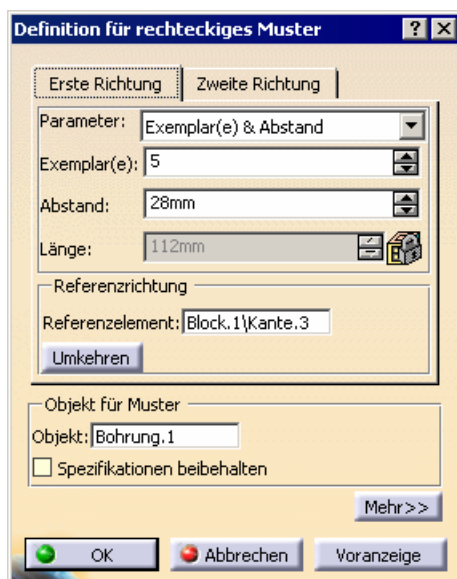 Definition für rechteckiges Muster
Erste Richtung Zweite Richtung
Parameter: Exemplar(e) & Abstand
Exemplar(e): 5
Abstand: 28mm
Länge: 112mm
Referenzrichtung
Referenzelement: Block.1\Kante.3
Umkehren
Objekt für Muster
Objekt: Bohrung.1
Spezifikationen beibehalten
Mehr>>
OK Abbrechen Voranzeige